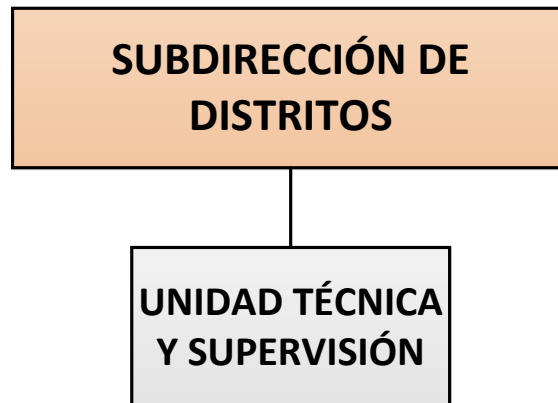 SUBDIRECCIÓN DE
DISTRITOS
UNIDAD TÉCNICA
Y SUPERVISIÓN